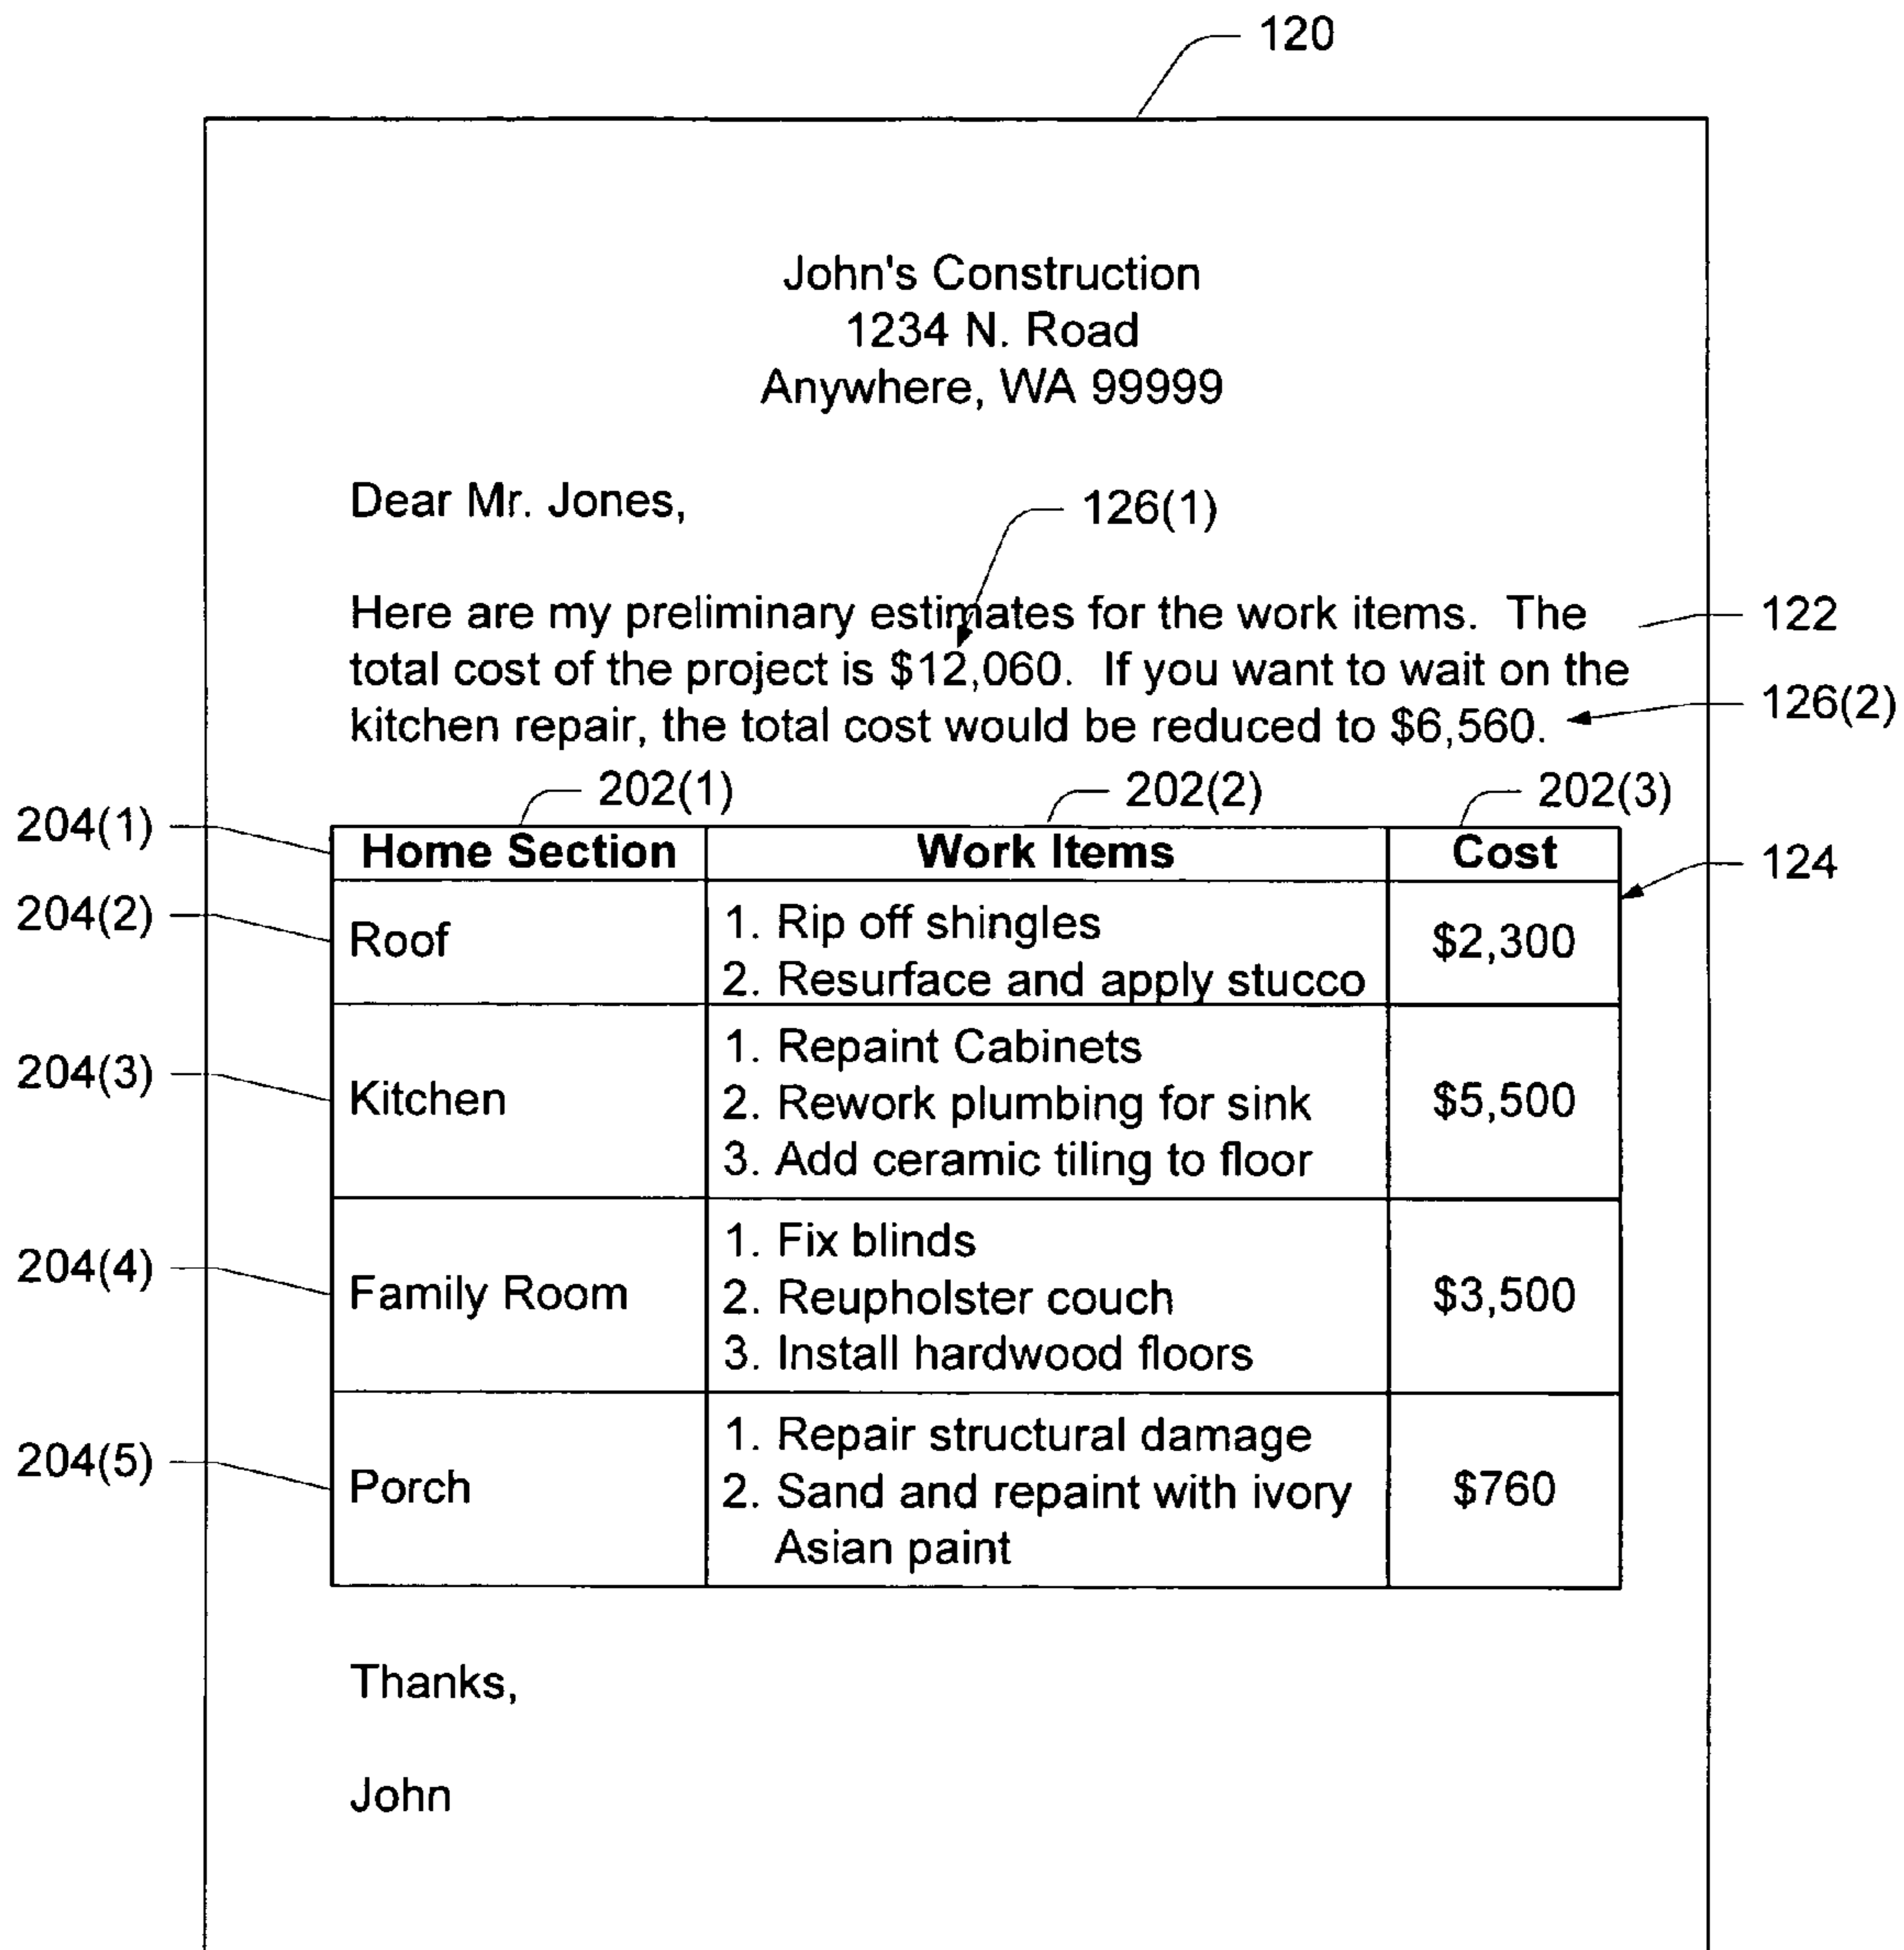 120
John's Construction
1234 N. Road
Anywhere, WA 99999
Dear Mr. Jones,
126(1)
Here are my preliminary estimates for the work items. The
122
total cost of the project is $12,060. If you want to wait on the
kitchen repair, the total cost would be reduced to $6,560.
126(2)
202(1) 202(2) 202(3)
204(1)
Home Section Work Items Cost
124
204(2)
Roof
1. Rip off shingles
2. Resurface and apply stucco
$2,300
204(3)
Kitchen
1. Repaint Cabinets
2. Rework plumbing for sink
3. Add ceramic tiling to floor
$5,500
204(4)
Family Room
1. Fix blinds
2. Reupholster couch
3. Install hardwood floors
$3,500
204(5)
Porch
1. Repair structural damage
2. Sand and repaint with ivory
Asian paint
$760
Thanks,
John